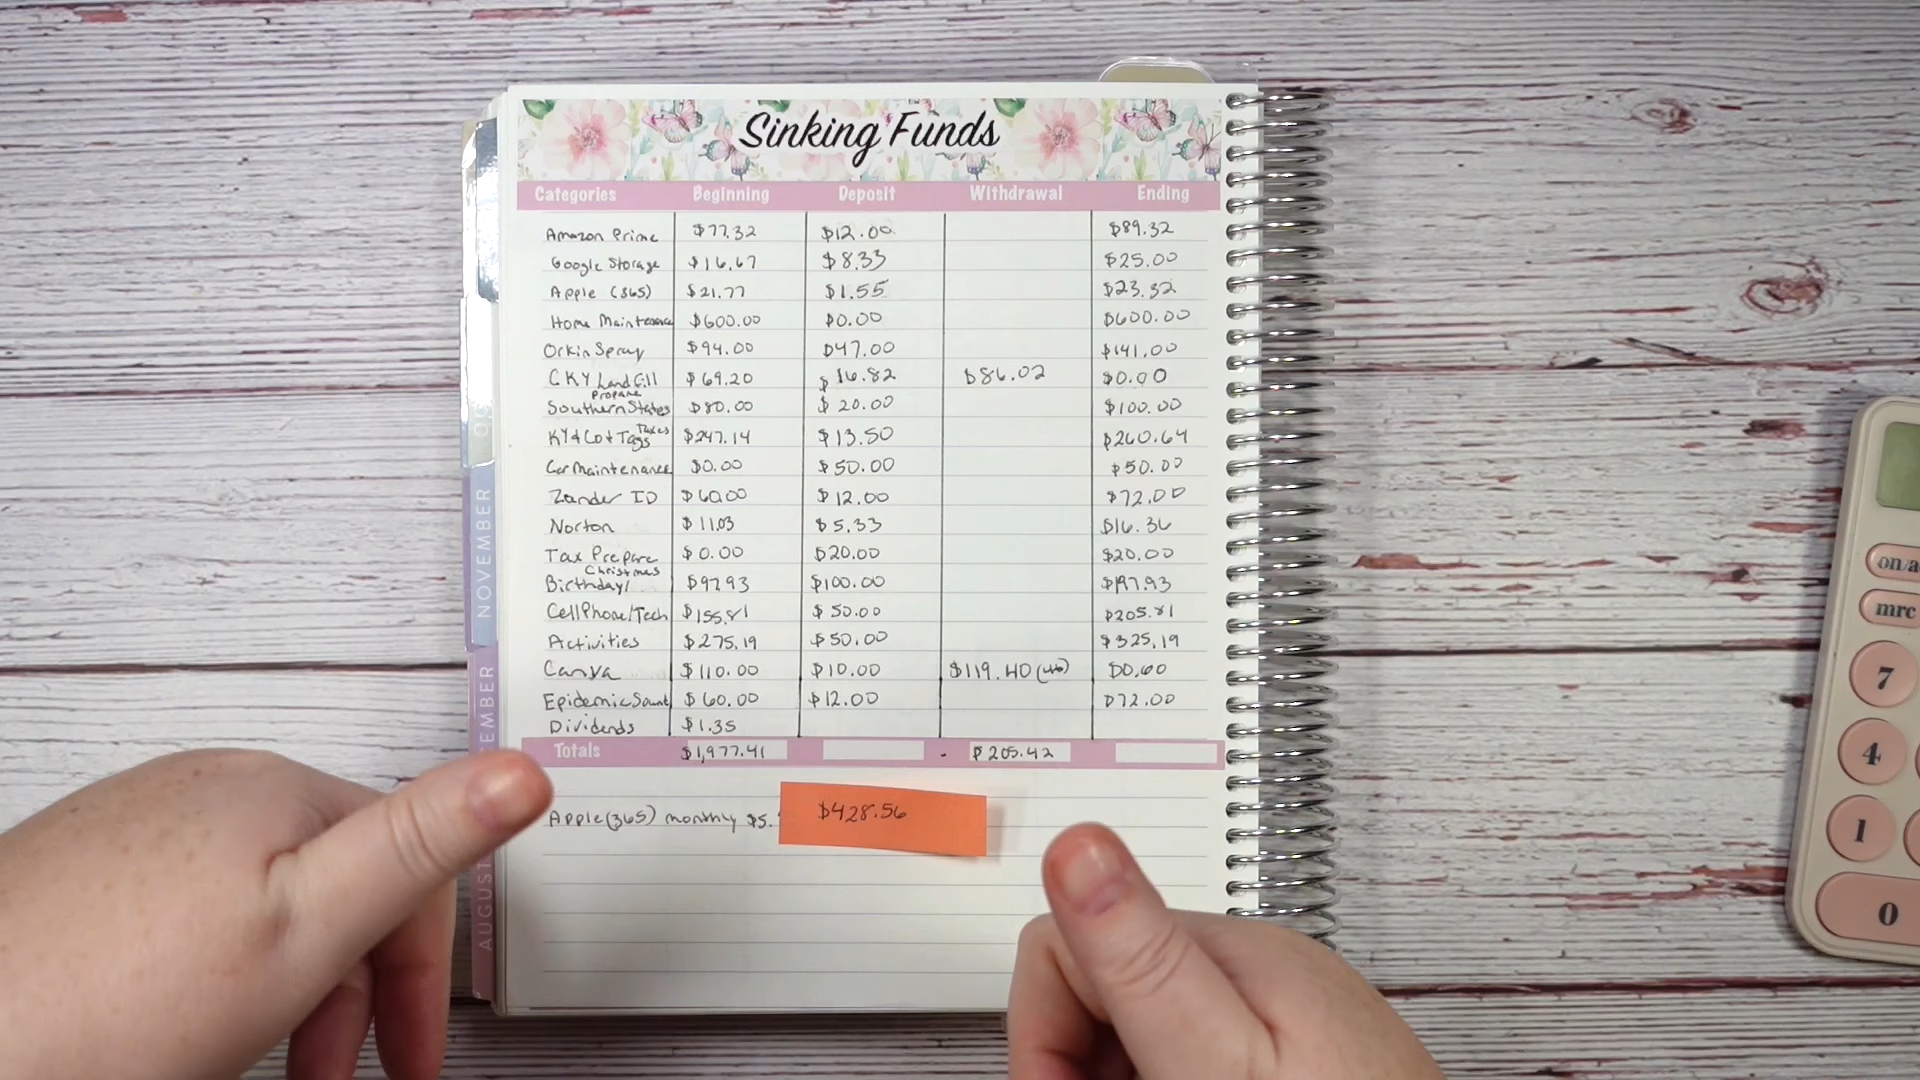 Sinking Funds
Categories Beginning Deposit Withdrawal Ending
Amazon Prime $77.32 $12.00 $89.32
Google Storage $16.67 $8.33 $25.00
Apple (365) $21.77 $1.55 $23.32
Home Maintenance $600.00 $0.00 $600.00
Orkin Spray $94.00 $47.00 $141.00
CKY Landfill $69.20 $16.82 $86.02 $0.00
Propane
Southern States $80.00 $20.00 $100.00
KY & Co + Tags Taxes $247.14 $13.50 $260.64
Car Maintenance $0.00 $50.00 $50.00
Zander ID $60.00 $12.00 $72.00
Norton $11.03 $5.33 $16.36
Tax Prepare $0.00 $20.00 $20.00
Christmas
Birthday/ $97.93 $100.00 $197.93
Cell Phone/Tech $155.81 $50.00 $205.81
Activities $275.19 $50.00 $325.19
Canva $110.00 $10.00 $119.40 $0.60
Epidemic Sound $60.00 $12.00 $72.00
Dividends $1.35
Totals $1,977.41 - $205.42
Apple (365) monthly $5.
$428.56
NOVEMBER
EMBER
AUGUST
on/a
mrc
7
4
1
0